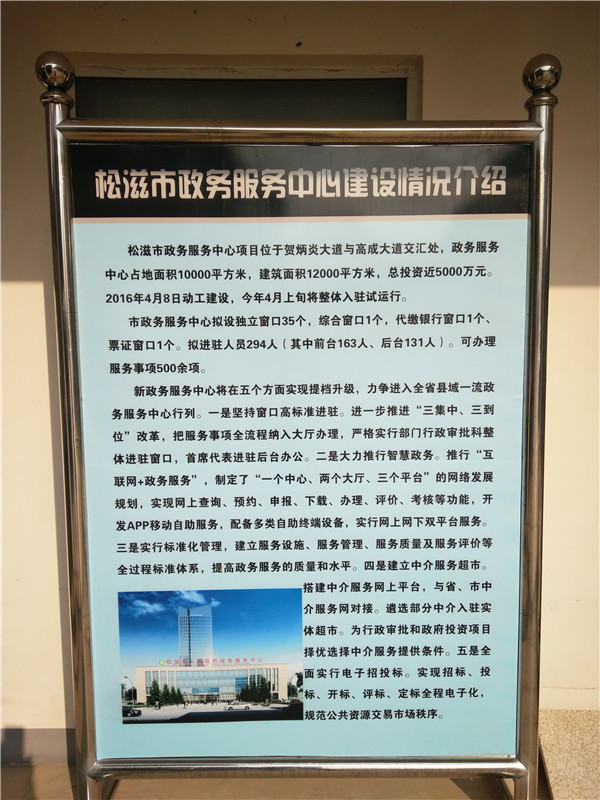 松滋市政务服务中心建设情况介绍
松滋市政务服务中心项目位于贺炳炎大道与高成大道交汇处，政务服务
中心占地面积10000平方米，建筑面积12000平方米，总投资近5000万元。
2016年4月8日动工建设，今年4月上旬将整体入驻试运行。
市政务服务中心拟设独立窗口35个，综合窗口1个，代缴银行窗口1个、
票证窗口1个。拟进驻人员294人（其中前台163人、后台131人）。可办理
服务事项500余项。
新政务服务中心将在五个方面实现提档升级，力争进入全省县域一流政
务服务中心行列。一是坚持窗口高标准进驻。进一步推进“三集中、三到
位”改革，把服务事项全流程纳入大厅办理，严格实行部门行政审批科整
体进驻窗口，首席代表进驻后台办公。二是大力推行智慧政务。推行“互
联网+政务服务”，制定了“一个中心、两个大厅、三个平台”的网络发展
规划，实现网上查询、预约、申报、下载、办理、评价、考核等功能，开
发APP移动自助服务，配备多类自助终端设备，实行网上网下双平台服务。
三是实行标准化管理，建立服务设施、服务管理、服务质量及服务评价等
全过程标准体系，提高政务服务的质量和水平。四是建立中介服务超市。
搭建中介服务网上平台，与省、市中
介服务网对接。遴选部分中介入驻实
体超市。为行政审批和政府投资项目
择优选择中介服务提供条件。五是全
面实行电子招投标。实现招标、投
标、开标、评标、定标全程电子化，
规范公共资源交易市场秩序。